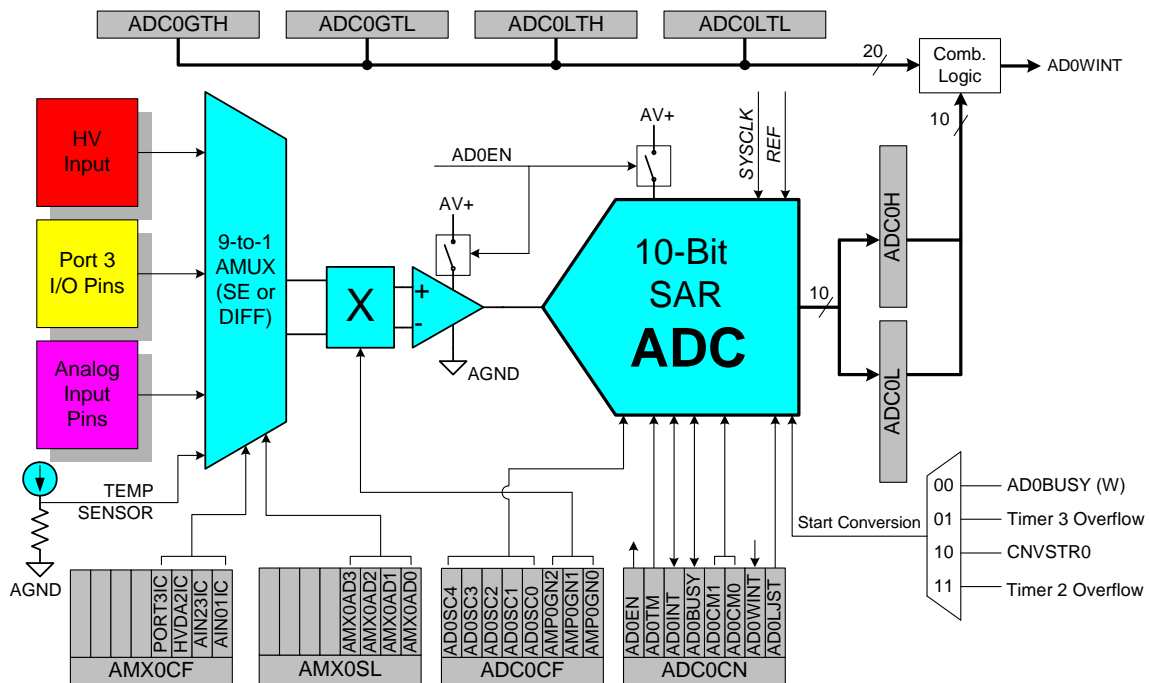 ADC0GTH
ADC0GTL
ADC0LTH
ADC0LTL
20
Comb.
Logic
AD0WINT
10
HV
Input
Port 3
I/O Pins
Analog
Input
Pins
9-to-1
AMUX
(SE or
DIFF)
X
+
-
AV+
AGND
AD0EN
AV+
SYSCLK
REF
10-Bit
SAR
ADC
10
ADC0H
ADC0L
TEMP
SENSOR
AGND
Start Conversion
00
AD0BUSY (W)
01
Timer 3 Overflow
10
CNVSTR0
11
Timer 2 Overflow
PORT3IC
HVDA2IC
AIN23IC
AIN01IC
AMX0CF
AMX0AD3
AMX0AD2
AMX0AD1
AMX0AD0
AMX0SL
AD0SC4
AD0SC3
AD0SC2
AD0SC1
AD0SC0
AMP0GN2
AMP0GN1
AMP0GN0
ADC0CF
AD0EN
AD0TM
AD0INT
AD0BUSY
AD0CM1
AD0CM0
AD0WINT
AD0LJST
ADC0CN